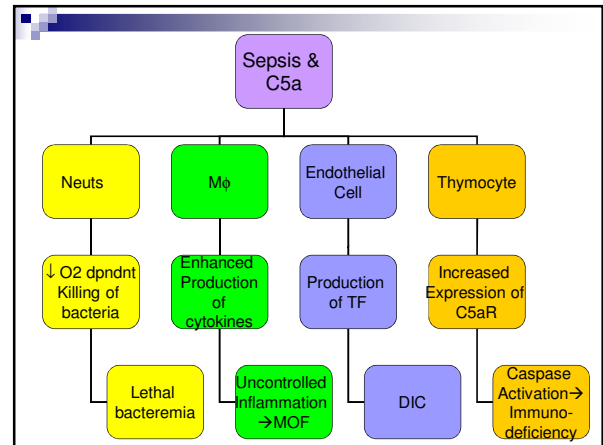 Sepsis &
C5a
Neuts
Mϕ
Endothelial
Cell
Thymocyte
↓ O2 dpndnt
Killing of
bacteria
Enhanced
Production
of
cytokines
Production
of TF
Increased
Expression of
C5aR
Lethal
bacteremia
Uncontrolled
Inflammation
→MOF
DIC
Caspase
Activation→
Immuno-
deficiency